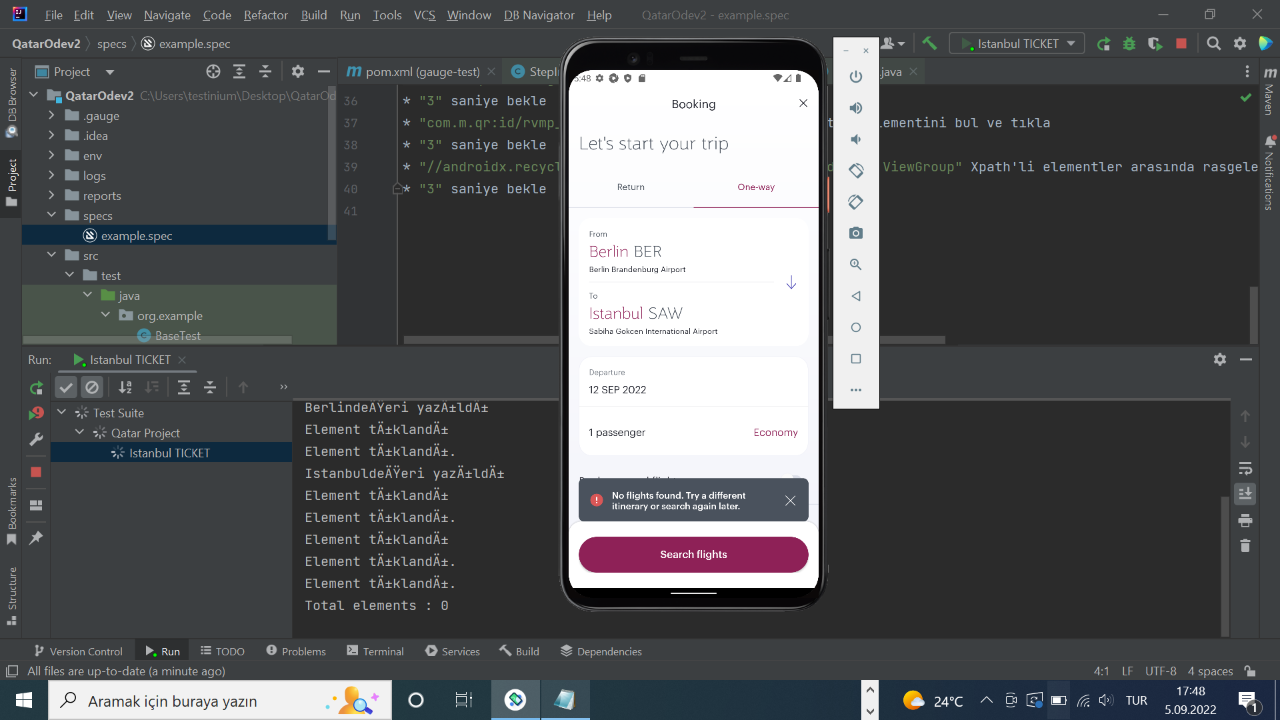 File Edit View Navigate Code Refactor Build Run Tools VCS Window DB Navigator Help QatarOdev2 - example.spec
QatarOdev2 specs example.spec
Istanbul TICKET
Project
pom.xml (gauge-test)
.java
DB Browser
Project
Bookmarks
Structure
Maven
Notifications
QatarOdev2 C:\Users\testinium\Desktop\QatarOd
.gauge
.idea
env
logs
reports
specs
example.spec
src
test
java
org.example
BaseTest
36 * "3" saniye bekle
37 * "com.m.qr:id/rvmp_ elementini bul ve tıkla
38 * "3" saniye bekle
39 * "//androidx.recycl ViewGroup" Xpath'li elementler arasında rasgele
40 * "3" saniye bekle
41
5:48
Booking
Let's start your trip
Return One-way
From
Berlin BER
Berlin Brandenburg Airport
To
Istanbul SAW
Sabiha Gokcen International Airport
Departure
12 SEP 2022
1 passenger Economy
No flights found. Try a different
itinerary or search again later.
Search flights
Run: Istanbul TICKET
Test Suite
Qatar Project
Istanbul TICKET
BerlindeÄŸeri yazÄ±ldÄ±
Element tÄ±klandÄ±
Element tÄ±klandÄ±.
IstanbuldeÄŸeri yazÄ±ldÄ±
Element tÄ±klandÄ±
Element tÄ±klandÄ±.
Element tÄ±klandÄ±
Element tÄ±klandÄ±.
Element tÄ±klandÄ±.
Total elements : 0
Version Control Run TODO Problems Terminal Services Build Dependencies
All files are up-to-date (a minute ago) 4:1 LF UTF-8 4 spaces
Aramak için buraya yazın
24°C
TUR
17:48
5.09.2022
1